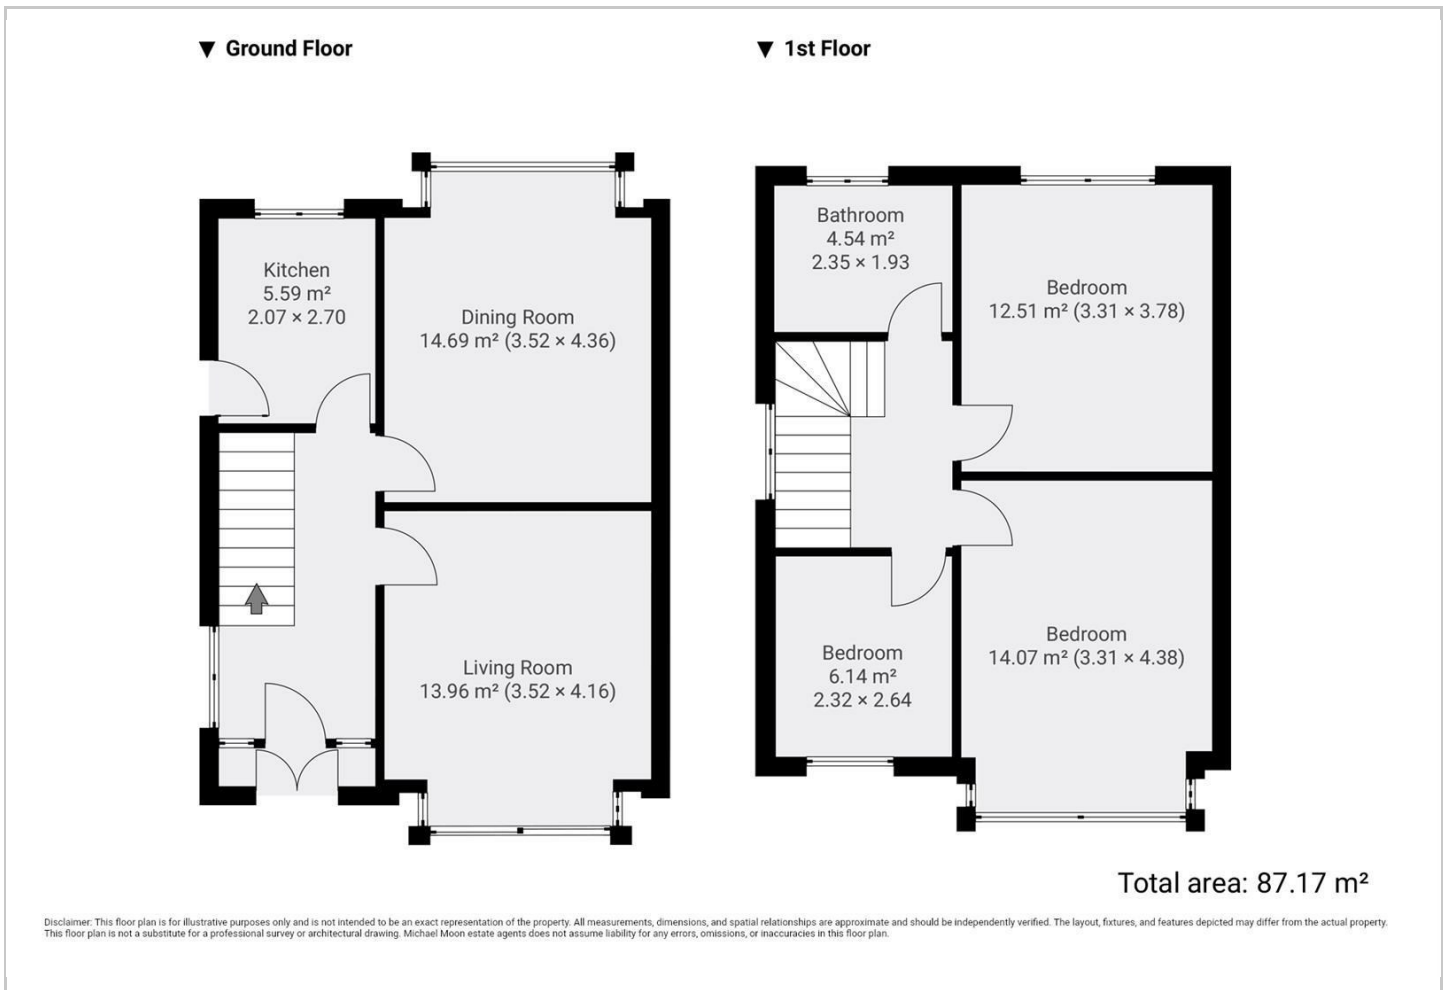 ▼ Ground Floor
Kitchen
5.59 m²
2.07 × 2.70
Dining Room
14.69 m² (3.52 × 4.36)
Living Room
13.96 m² (3.52 × 4.16)
▼ 1st Floor
Bathroom
4.54 m²
2.35 × 1.93
Bedroom
12.51 m² (3.31 × 3.78)
Bedroom
6.14 m²
2.32 × 2.64
Bedroom
14.07 m² (3.31 × 4.38)
Total area: 87.17 m²
Disclaimer: This floor plan is for illustrative purposes only and is not intended to be an exact representation of the property. All measurements, dimensions, and spatial relationships are approximate and should be independently verified. The layout, fixtures, and features depicted may differ from the actual property.
This floor plan is not a substitute for a professional survey or architectural drawing. Michael Moon estate agents does not assume liability for any errors, omissions, or inaccuracies in this floor plan.